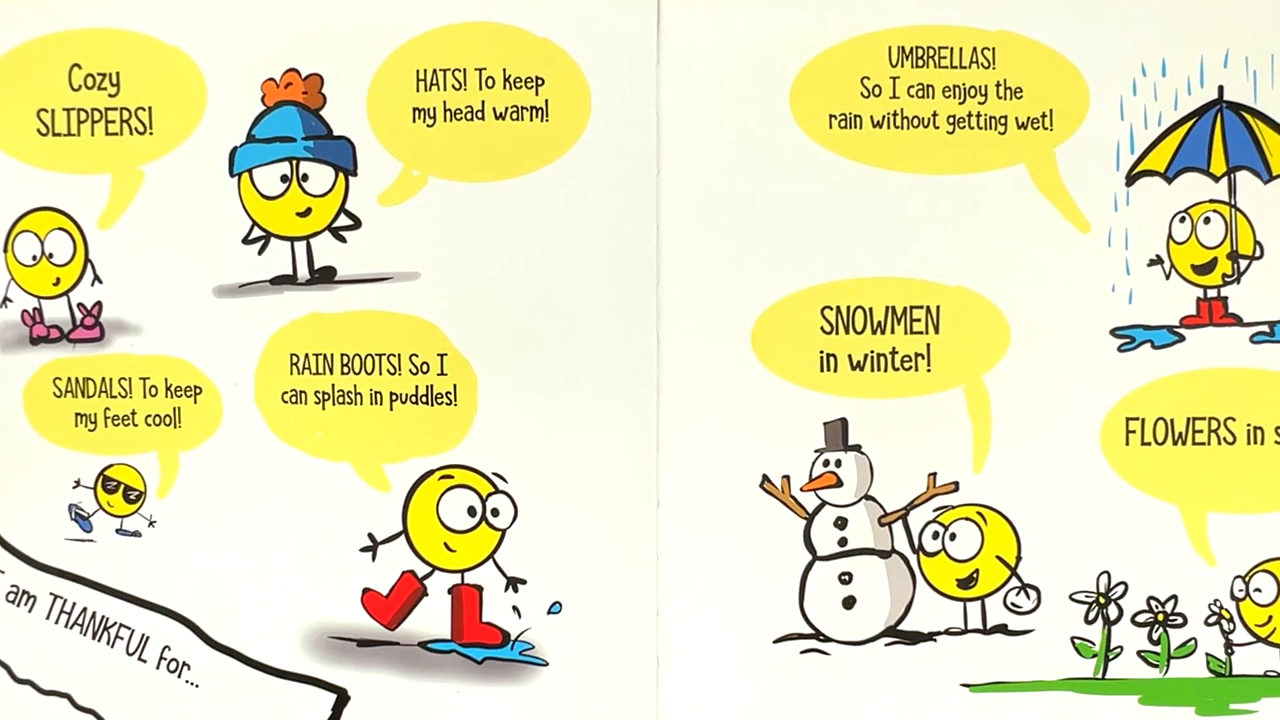 Cozy
SLIPPERS!
HATS! To keep
my head warm!
SANDALS! To keep
my feet cool!
RAIN BOOTS! So I
can splash in puddles!
am THANKFUL for...
UMBRELLAS!
So I can enjoy the
rain without getting wet!
SNOWMEN
in winter!
FLOWERS in